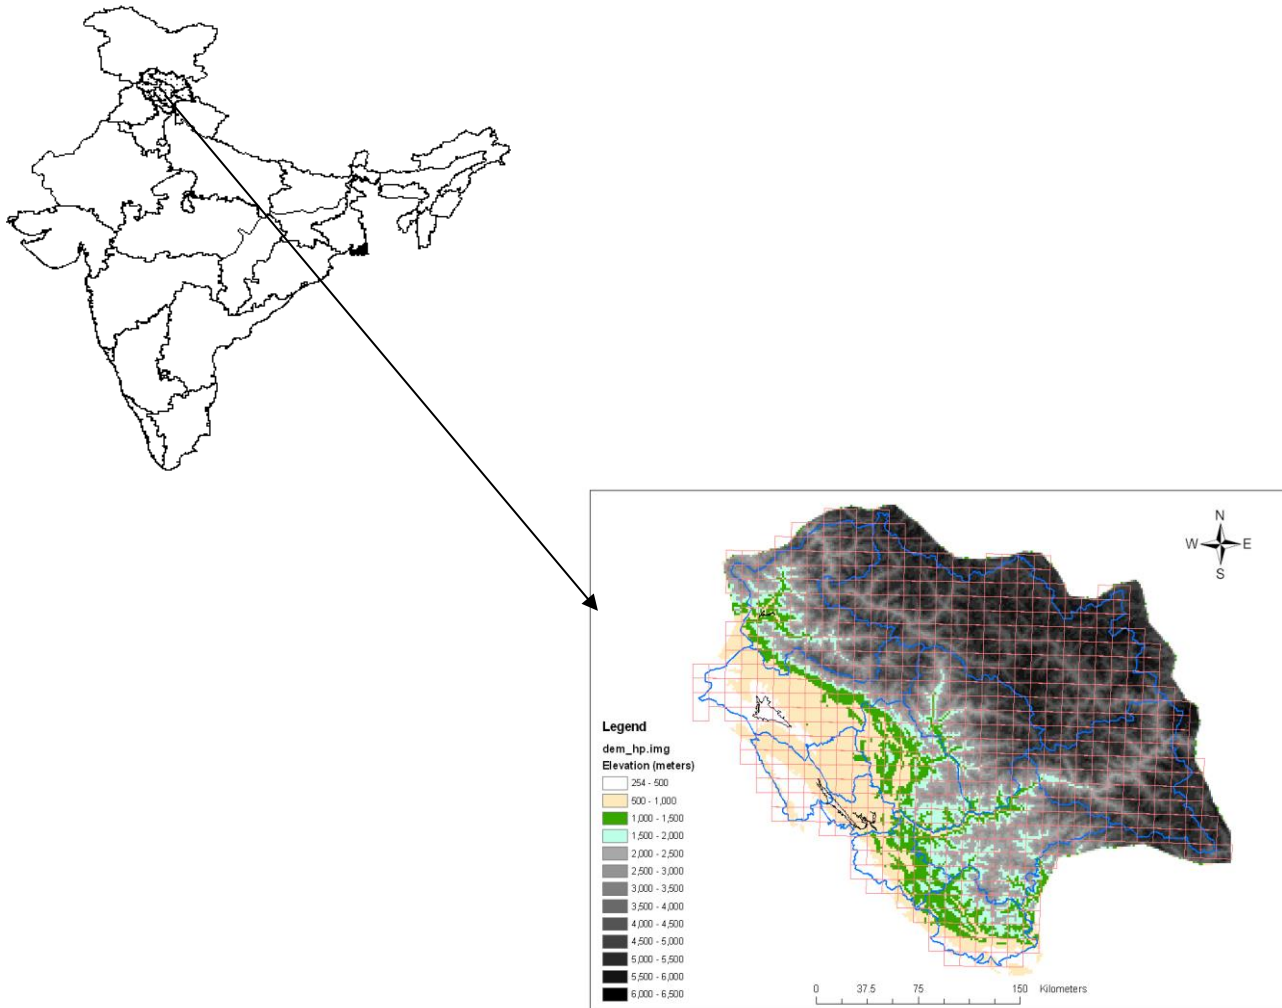 N
W E
S
Legend
dem_hp.img
Elevation (meters)
254 - 500
500 - 1,000
1,000 - 1,500
1,500 - 2,000
2,000 - 2,500
2,500 - 3,000
3,000 - 3,500
3,500 - 4,000
4,000 - 4,500
4,500 - 5,000
5,000 - 5,500
5,500 - 6,000
6,000 - 6,500
0 37.5 75 150 Kilometers